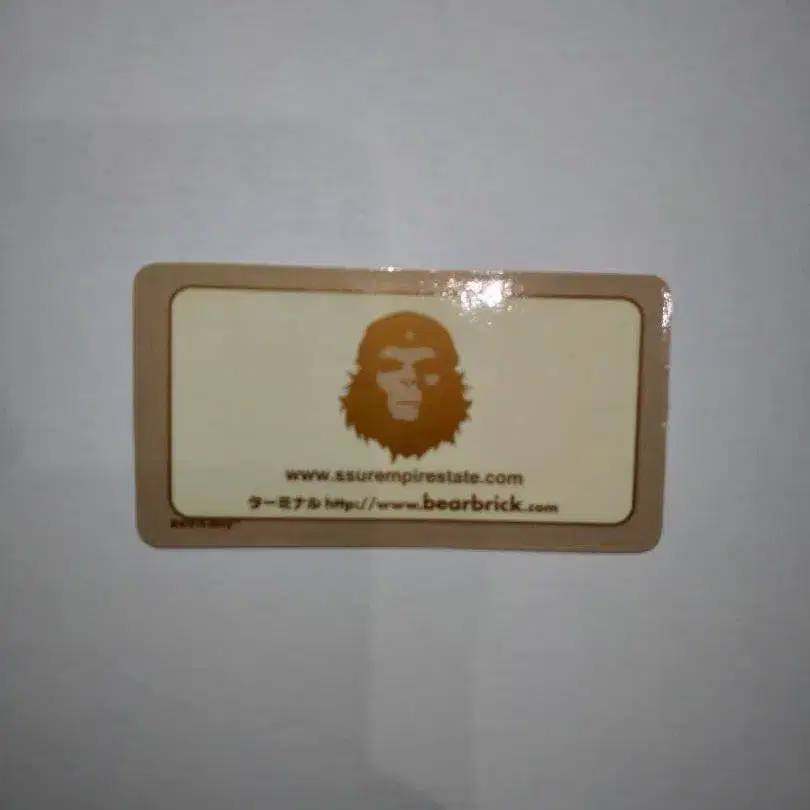 www.ssurempirestate.com
ターミナル http://www.bearbrick.com